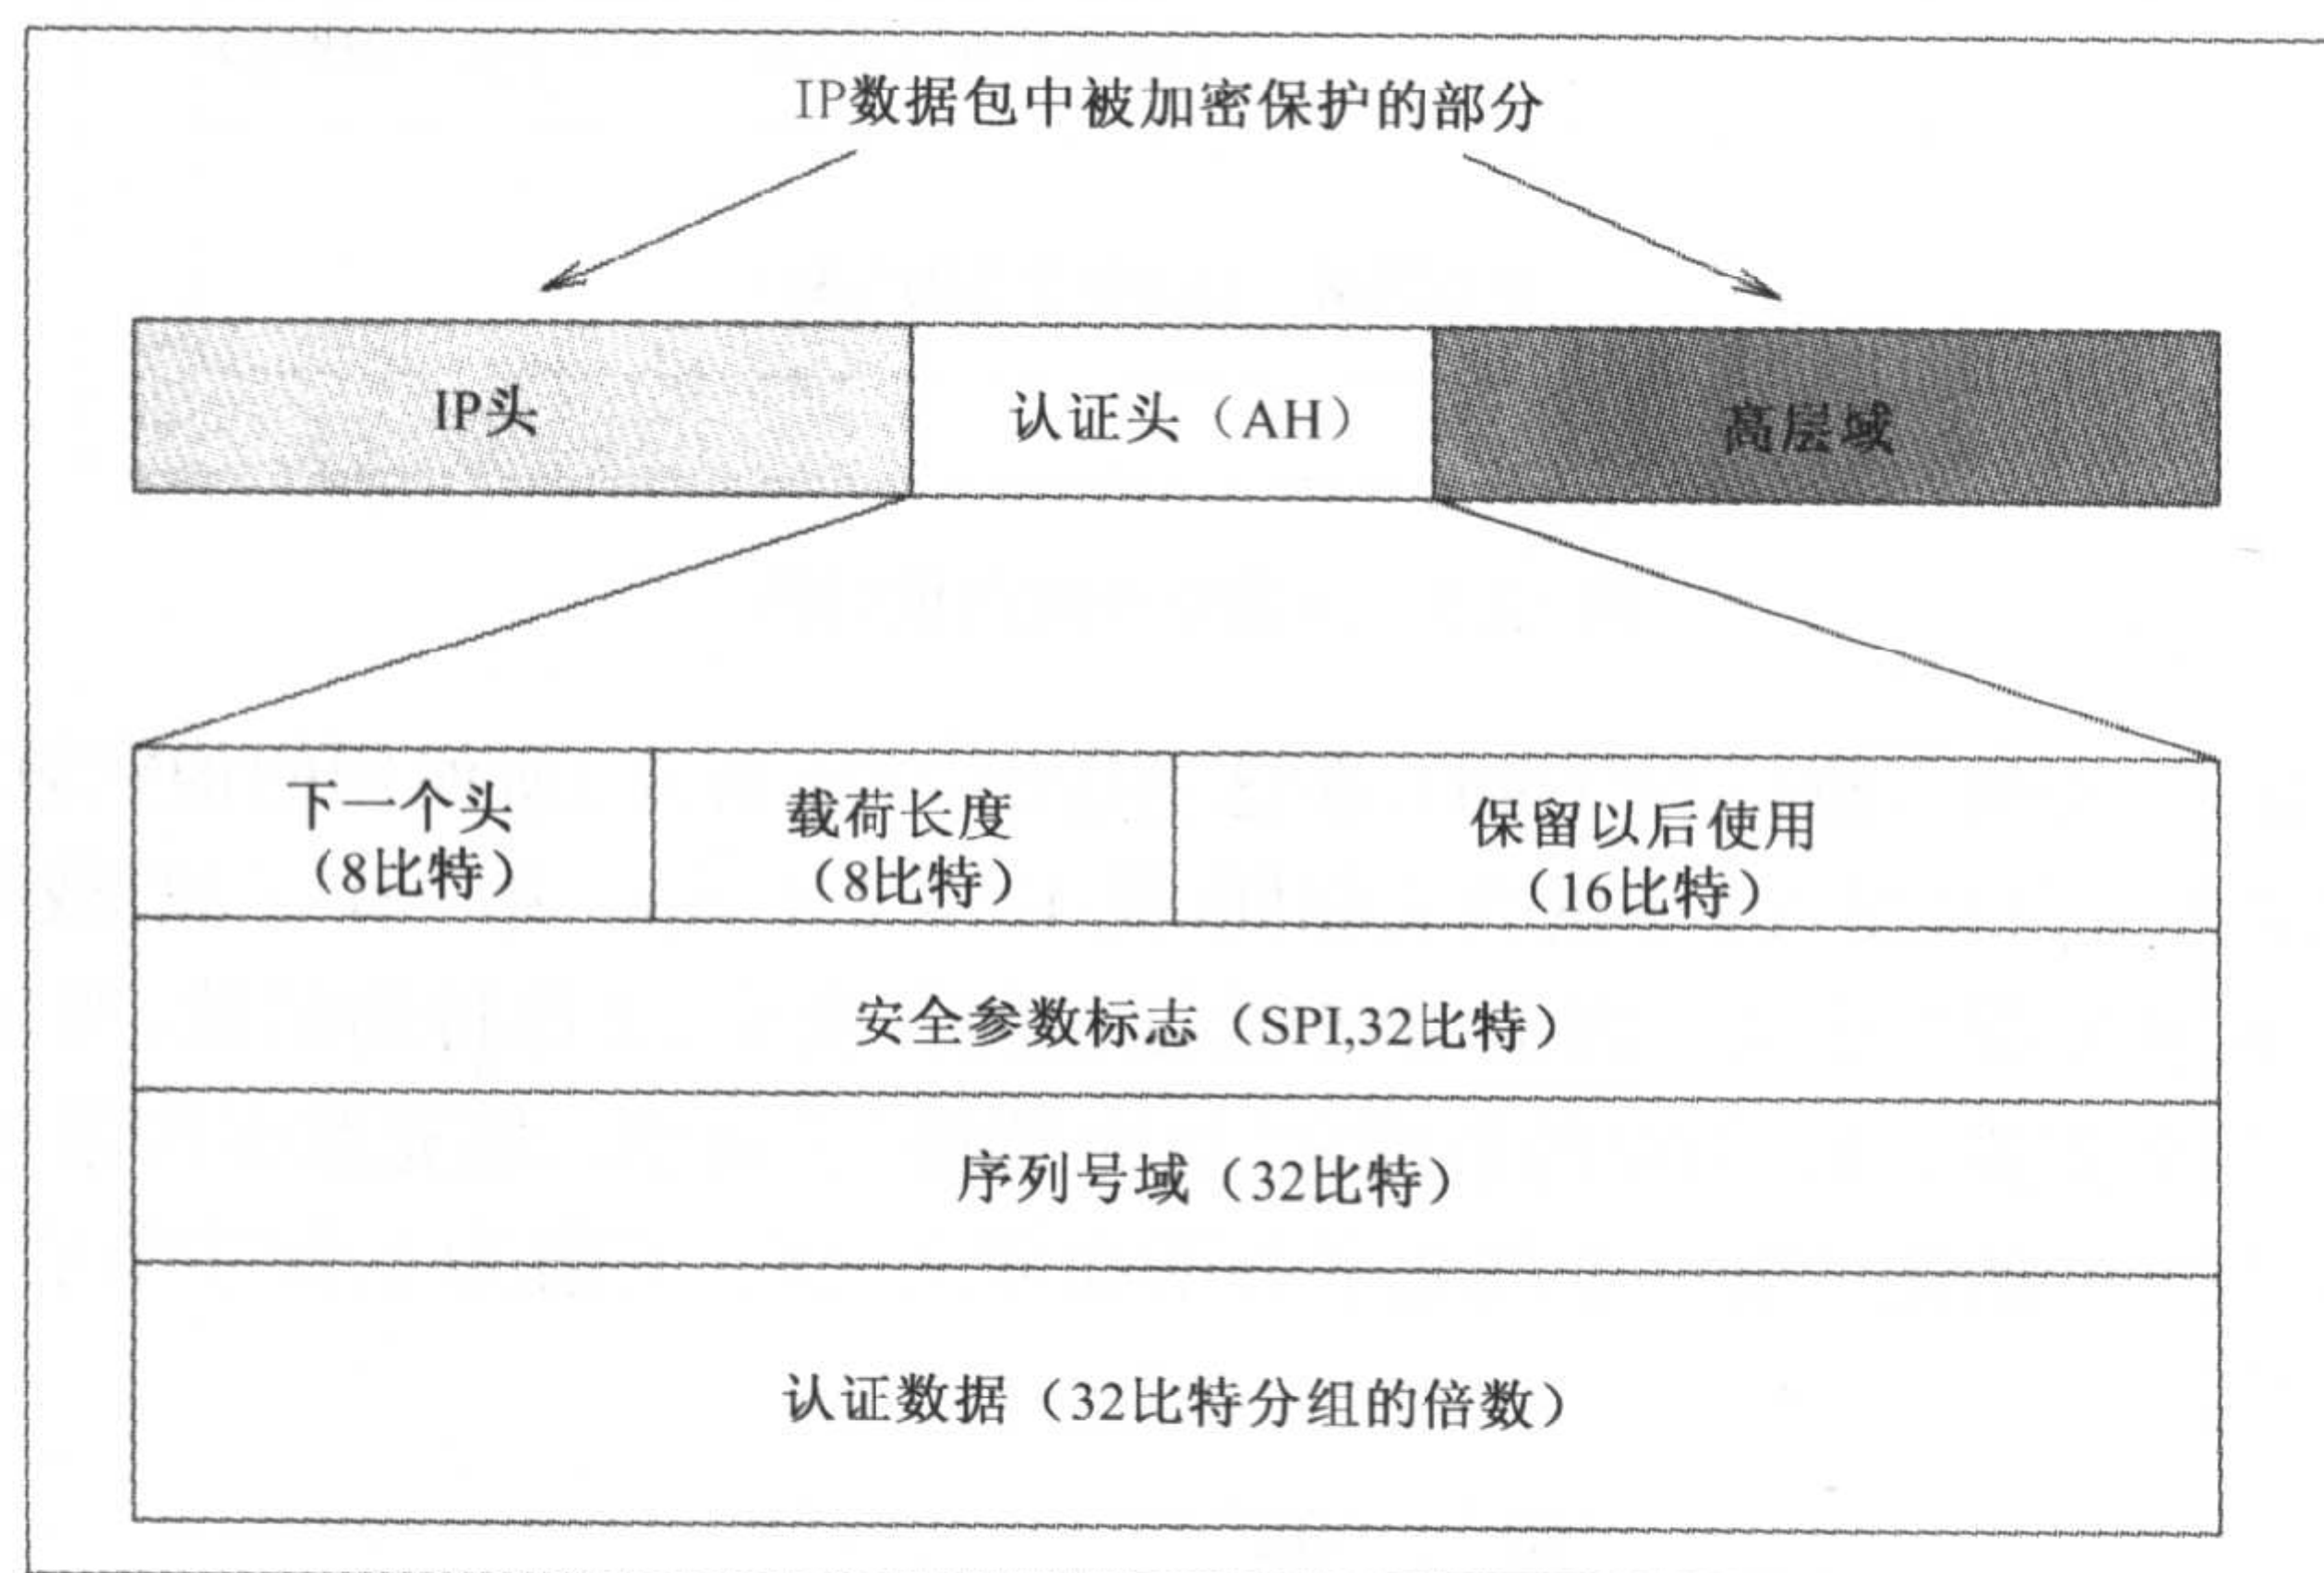 IP数据包中被加密保护的部分
IP头
认证头（AH）
高层域
下一个头
（8比特）
载荷长度
（8比特）
保留以后使用
（16比特）
安全参数标志（SPI,32比特）
序列号域（32比特）
认证数据（32比特分组的倍数）